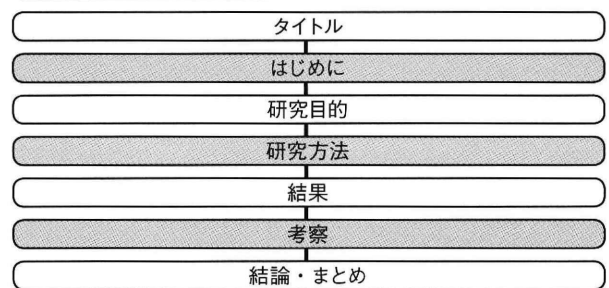 タイトル
はじめに
研究目的
研究方法
結果
考察
結論・まとめ